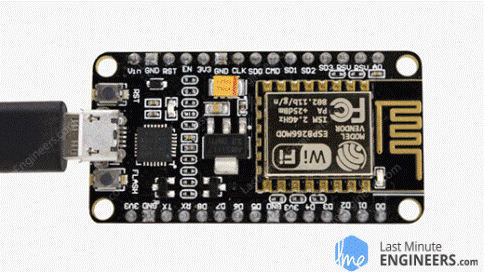 Vin GND RST EN 3V3 GND CLK SD0 CMD SD1 SD2 SD3 RSV RSV A0
RST
FLASH
MODEL
VENDOR
ISM 2.4GHz
PA +25dBm
802.11b/g/n
FC
ESP8266MOD
WiFi
3V3 GND TX RX D8 D7 D6 D5 GND 3V3 D4 D3 D2 D1 D0
Last Minute
ENGINEERS.com